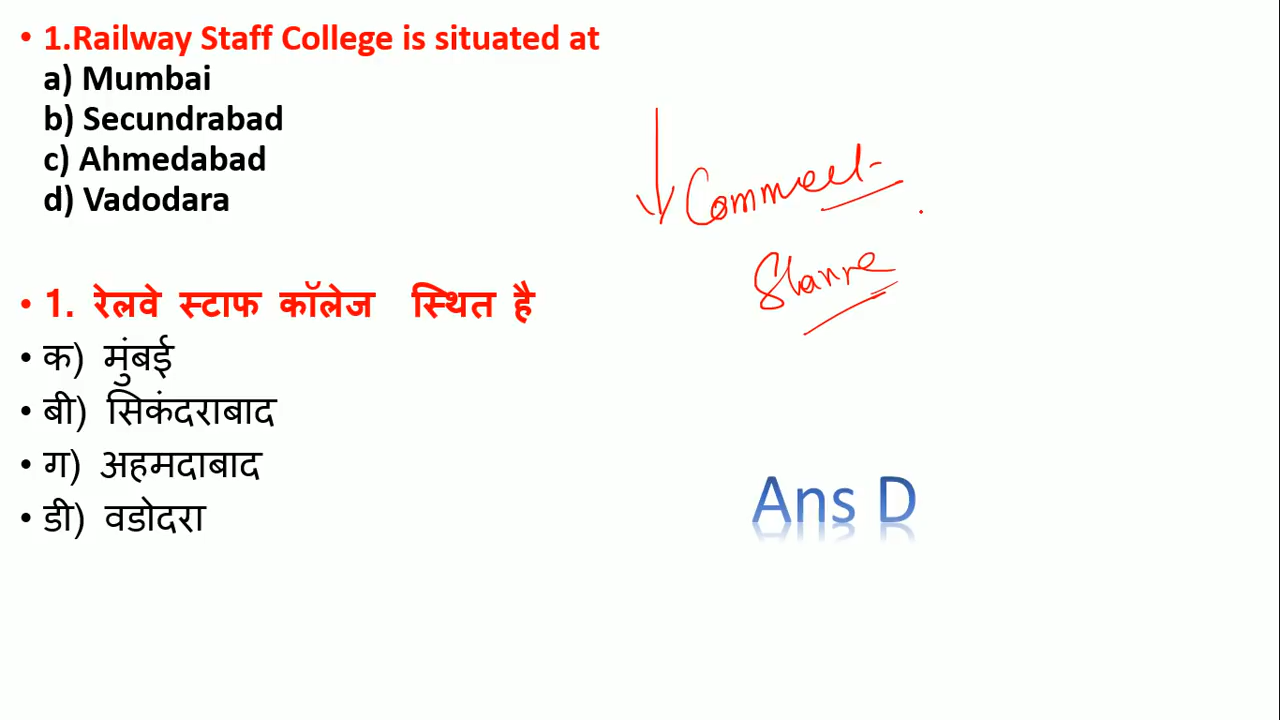 • 1.Railway Staff College is situated at
a) Mumbai
b) Secundrabad
c) Ahmedabad
d) Vadodara
• 1. रेलवे स्टाफ कॉलेज स्थित है
• क) मुंबई
• बी) सिकंदराबाद
• ग) अहमदाबाद
• डी) वडोदरा
Ans D